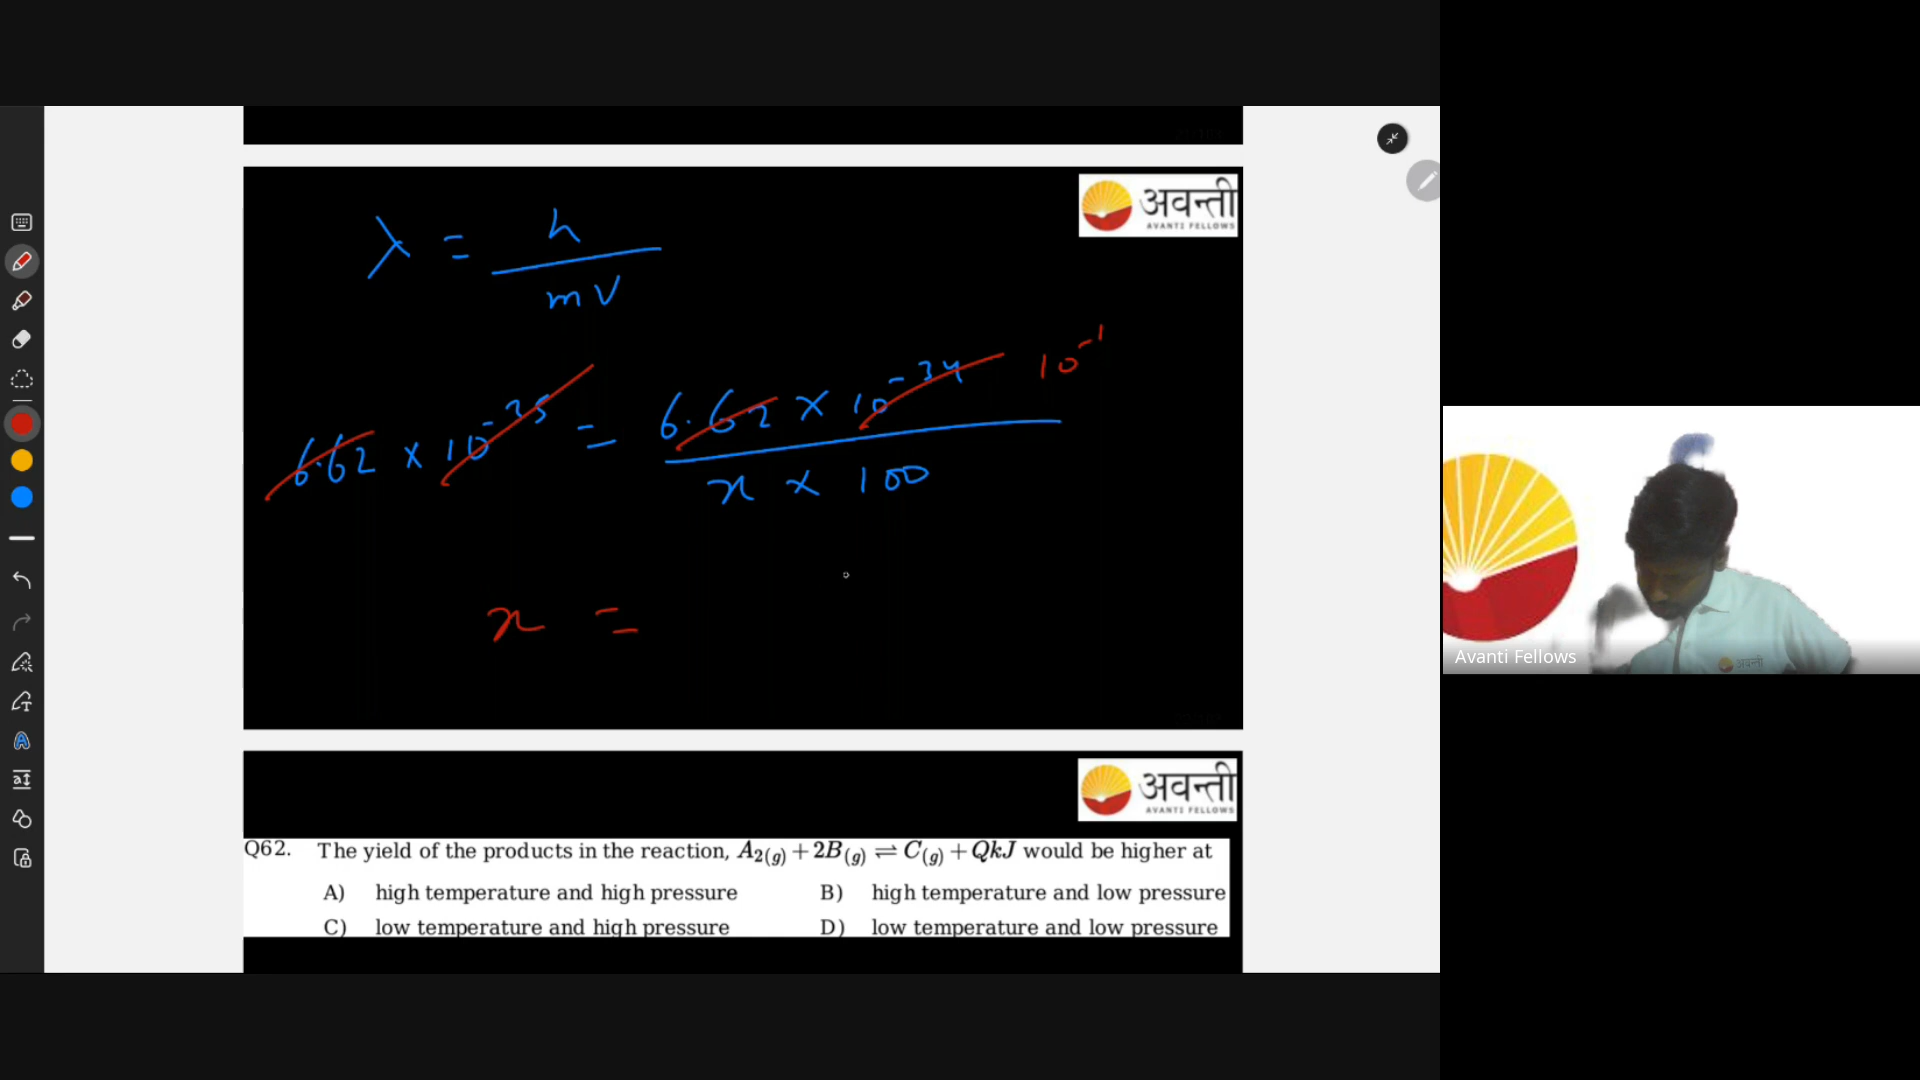 अवन्ती
AVANTI FELLOWS
λ = h / mv
6.62 × 10⁻³⁵ = 6.62 × 10⁻³⁴ / x × 100
10⁻¹
x =
अवन्ती
AVANTI FELLOWS
Q62. The yield of the products in the reaction, A₂(g) + 2B(g) ⇌ C(g) + QkJ would be higher at
A) high temperature and high pressure B) high temperature and low pressure
C) low temperature and high pressure D) low temperature and low pressure
Avanti Fellows
अवन्ती